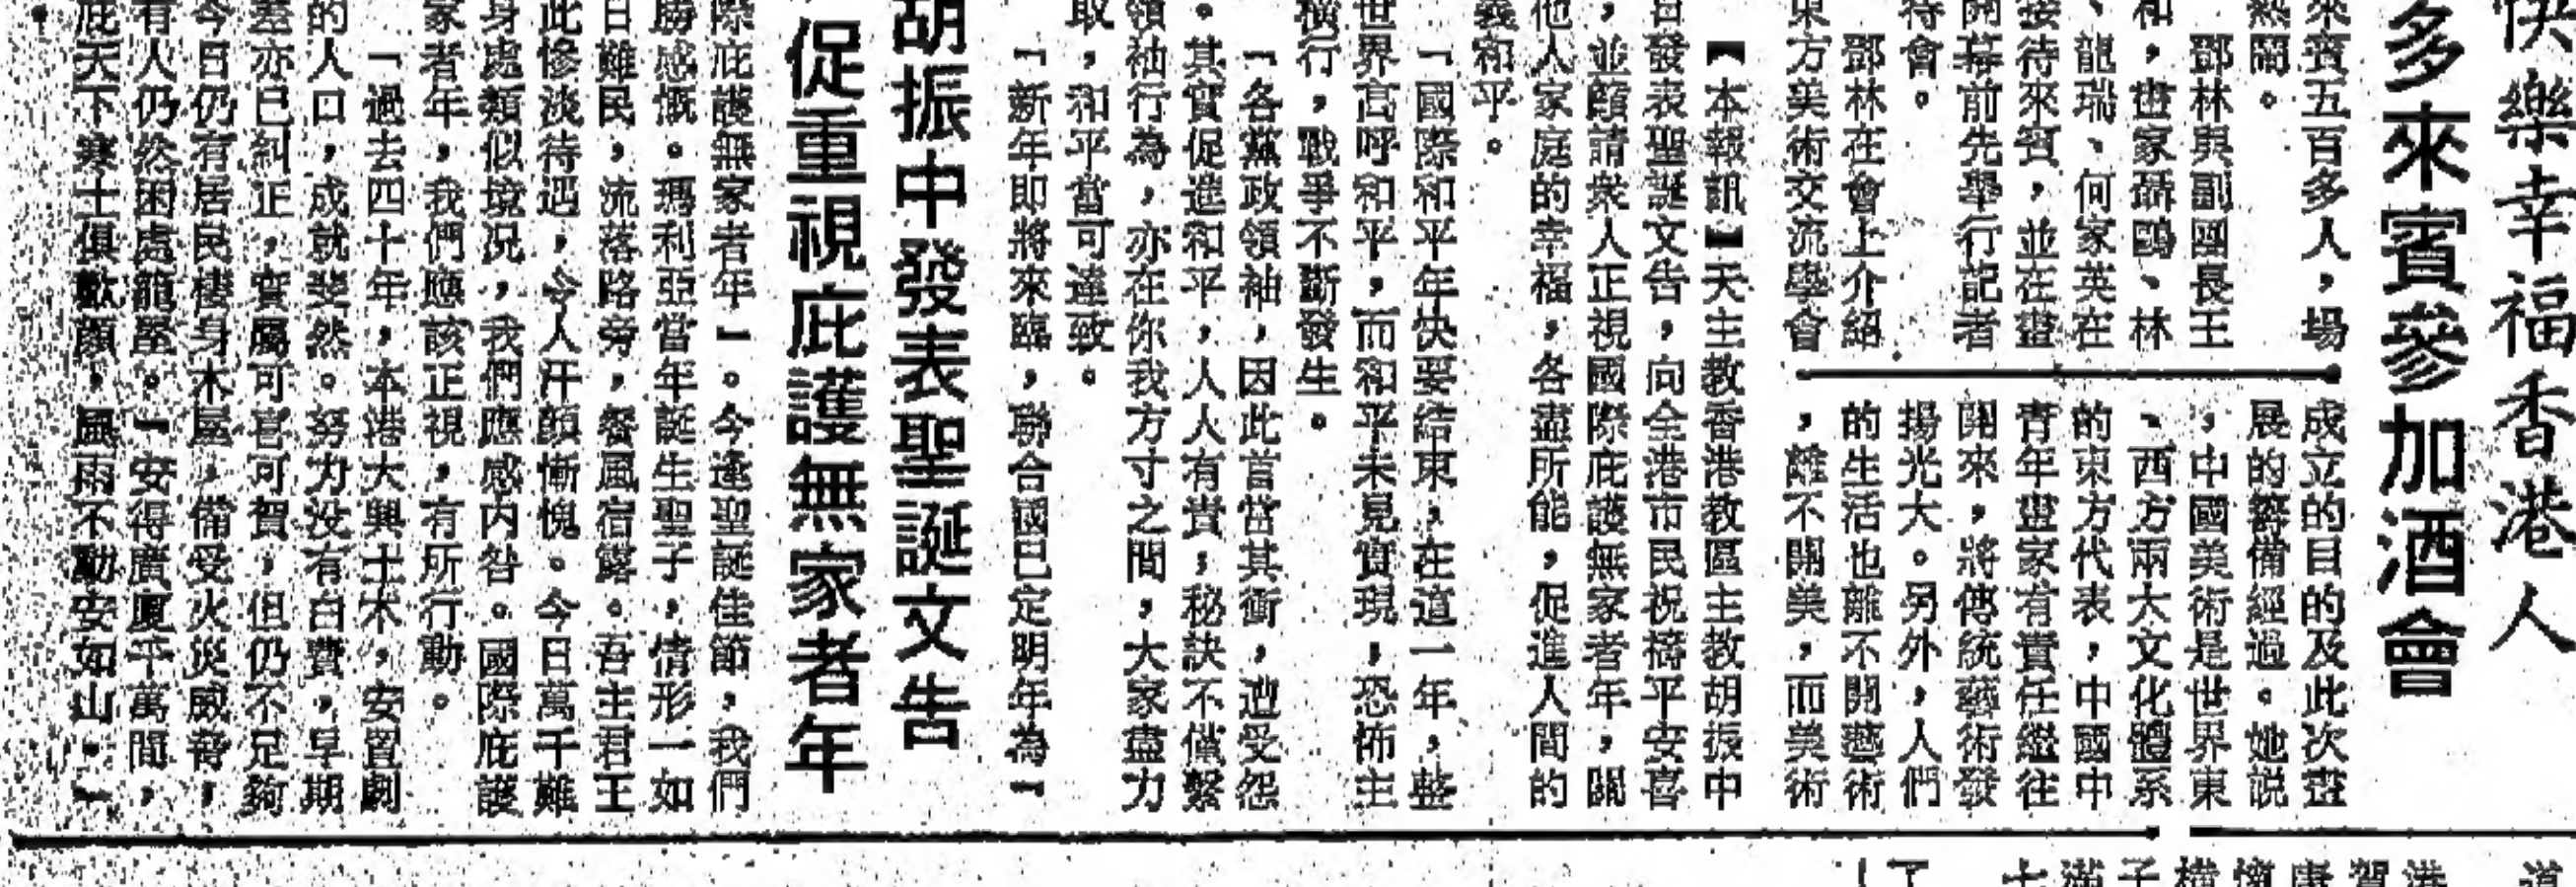 快樂幸福香港人
多來賓參加酒會
來賓五百多人，場
熱鬧。
鄧林與副團長王
和，畫家聶鷗、林
、龍瑞、何家英在
接待來賓，並在畫
開幕前先舉行記者
待會。
鄧林在會上介紹
東方美術交流學會
成立的目的及此次畫
展的籌備經過。她說
，中國美術是世界東
、西方兩大文化體系
的東方代表，中國中
青年畫家有責任繼往
開來，將傳統藝術發
揚光大。另外，人們
的生活也離不開藝術
，離不開美，而美術
胡振中發表聖誕文告
促重視庇護無家者年
【本報訊】天主教香港教區主教胡振中
日發表聖誕文告，向全港市民祝禱平安喜
，並籲請衆人正視國際庇護無家者年，關
他人家庭的幸福，各盡所能，促進人間的
義和平。
「國際和平年快要結束，在這一年，整
世界高呼和平，而和平未見實現，恐怖主
橫行，戰爭不斷發生。
「各黨政領袖，因此首當其衝，遭受怨
。其實促進和平，人人有責，秘訣不僅繫
領袖行為，亦在你我方寸之間，大家盡力
取，和平當可達致。
「新年即將來臨，聯合國已定明年為「
際庇護無家者年」。今逢聖誕佳節，我們
勝感慨。瑪利亞當年誕生聖子，情形一如
日難民，流落路旁，餐風宿露。吾主君王
此慘淡待遇，令人汗顏慚愧。今日萬千難
身處類似境況，我們應感内咎。國際庇護
家者年，我們應該正視，有所行動。
「過去四十年，本港大興土木，安置劇
的人口，成就斐然。努力没有白費，早期
差亦已糾正，實屬可喜可賀，但仍不足夠
今日仍有居民棲身木屋，備受火災威脅，
有人仍然困處籠屋。「安得廣廈千萬間，
庇天下寒士俱歡顏，風雨不動安如山。」